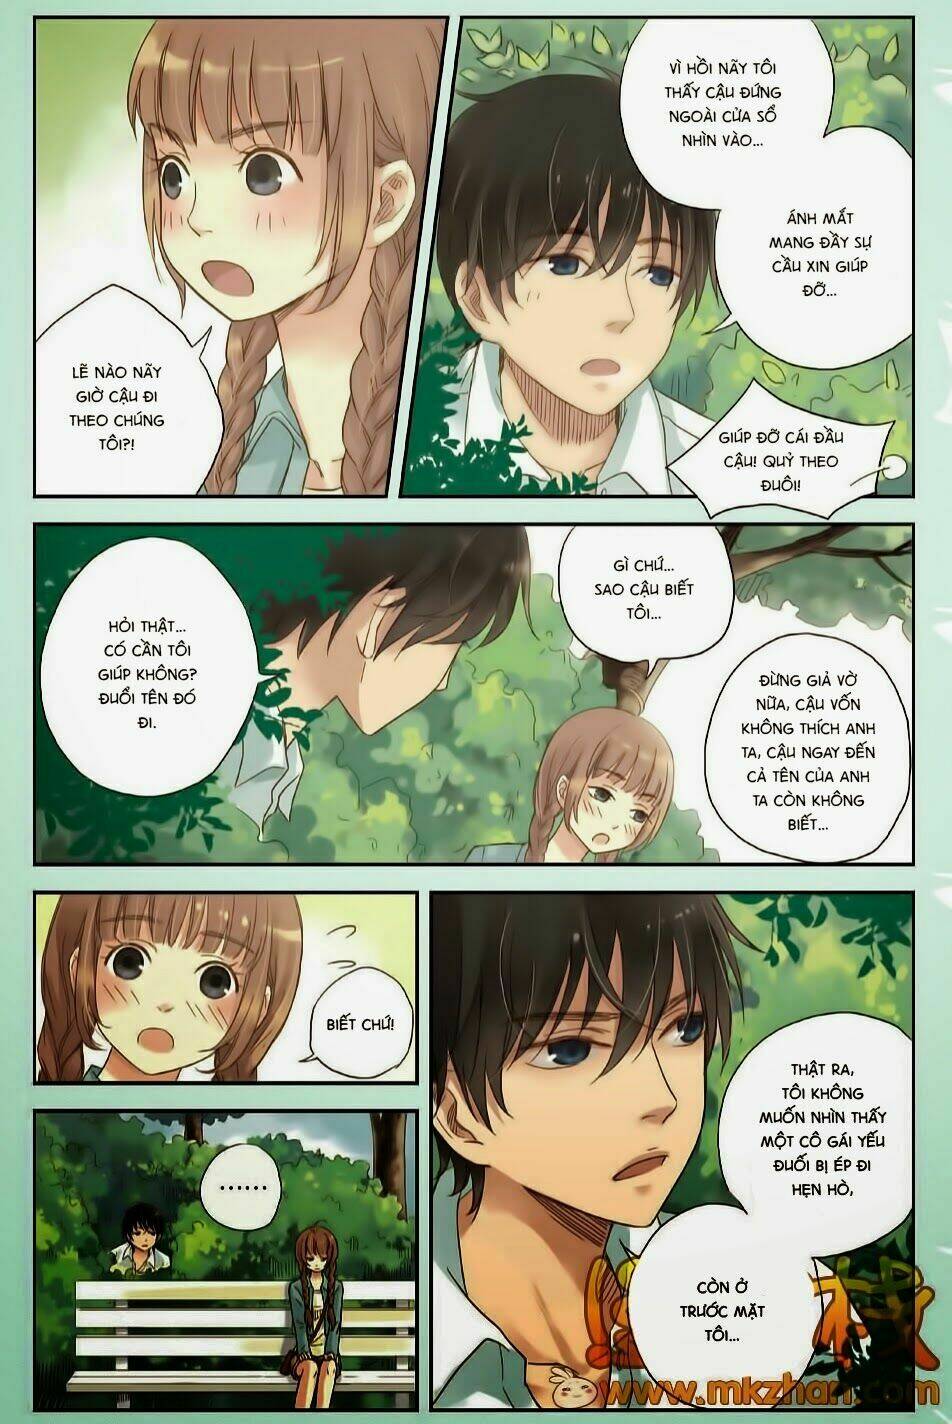 LẼ NÀO NÃY
GIỜ CẬU ĐI
THEO CHÚNG
TÔI?!
VÌ HỒI NÃY TÔI
THẤY CẬU ĐỨNG
NGOÀI CỬA SỔ
NHÌN VÀO...
ÁNH MẮT
MANG ĐẦY SỰ
CẦU XIN GIÚP
ĐỠ...
GIÚP ĐỠ CÁI ĐẦU
CẬU! QUỶ THEO
ĐUÔI!
HỎI THẬT...
CÓ CẦN TÔI
GIÚP KHÔNG?
ĐUỔI TÊN ĐÓ
ĐI.
GÌ CHỨ...
SAO CẬU BIẾT
TÔI...
ĐỪNG GIẢ VỜ
NỮA, CẬU VỐN
KHÔNG THÍCH ANH
TA, CẬU NGAY ĐẾN
CẢ TÊN CỦA ANH
TA CÒN KHÔNG
BIẾT...
BIẾT CHỨ!
THẬT RA,
TÔI KHÔNG
MUỐN NHÌN THẤY
MỘT CÔ GÁI YẾU
ĐUỐI BỊ ÉP ĐI
HẸN HÒ,
CÒN Ở
TRƯỚC MẶT
TÔI...
......
www.mkzhan.com